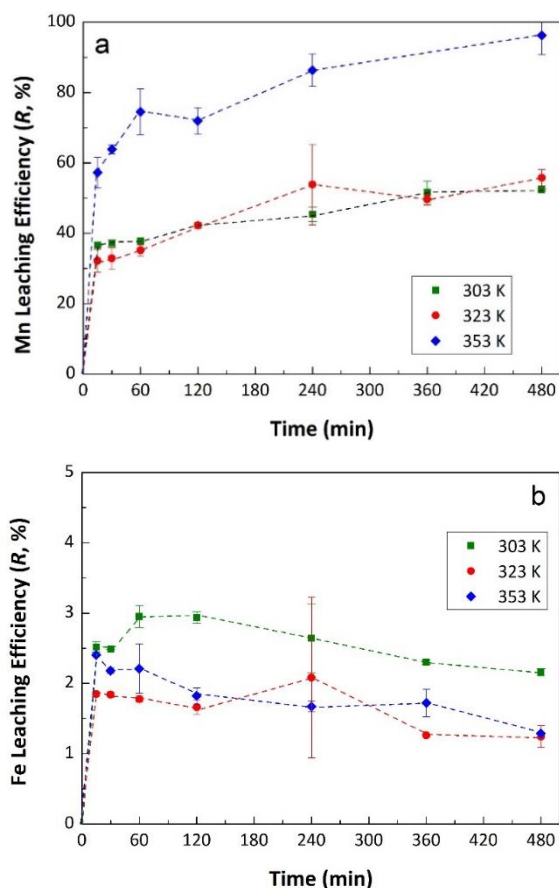 a
Mn Leaching Efficiency (R, %)
100
80
60
40
20
0
303 K
323 K
353 K
0 60 120 180 240 300 360 420 480
Time (min)
b
Fe Leaching Efficiency (R, %)
5
4
3
2
1
0
303 K
323 K
353 K
0 60 120 180 240 300 360 420 480
Time (min)